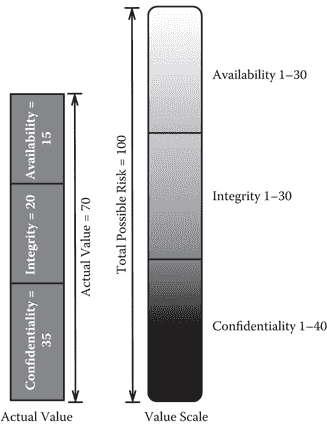 Availability =
15
Integrity = 20
Confidentiality =
35
Actual Value = 70
Total Possible Risk = 100
Availability 1–30
Integrity 1–30
Confidentiality 1–40
Actual Value
Value Scale